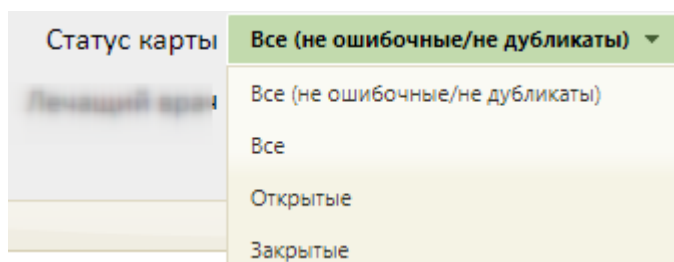 Статус карты Все (не ошибочные/не дубликаты)
Все (не ошибочные/не дубликаты)
Все
Открытые
Закрытые